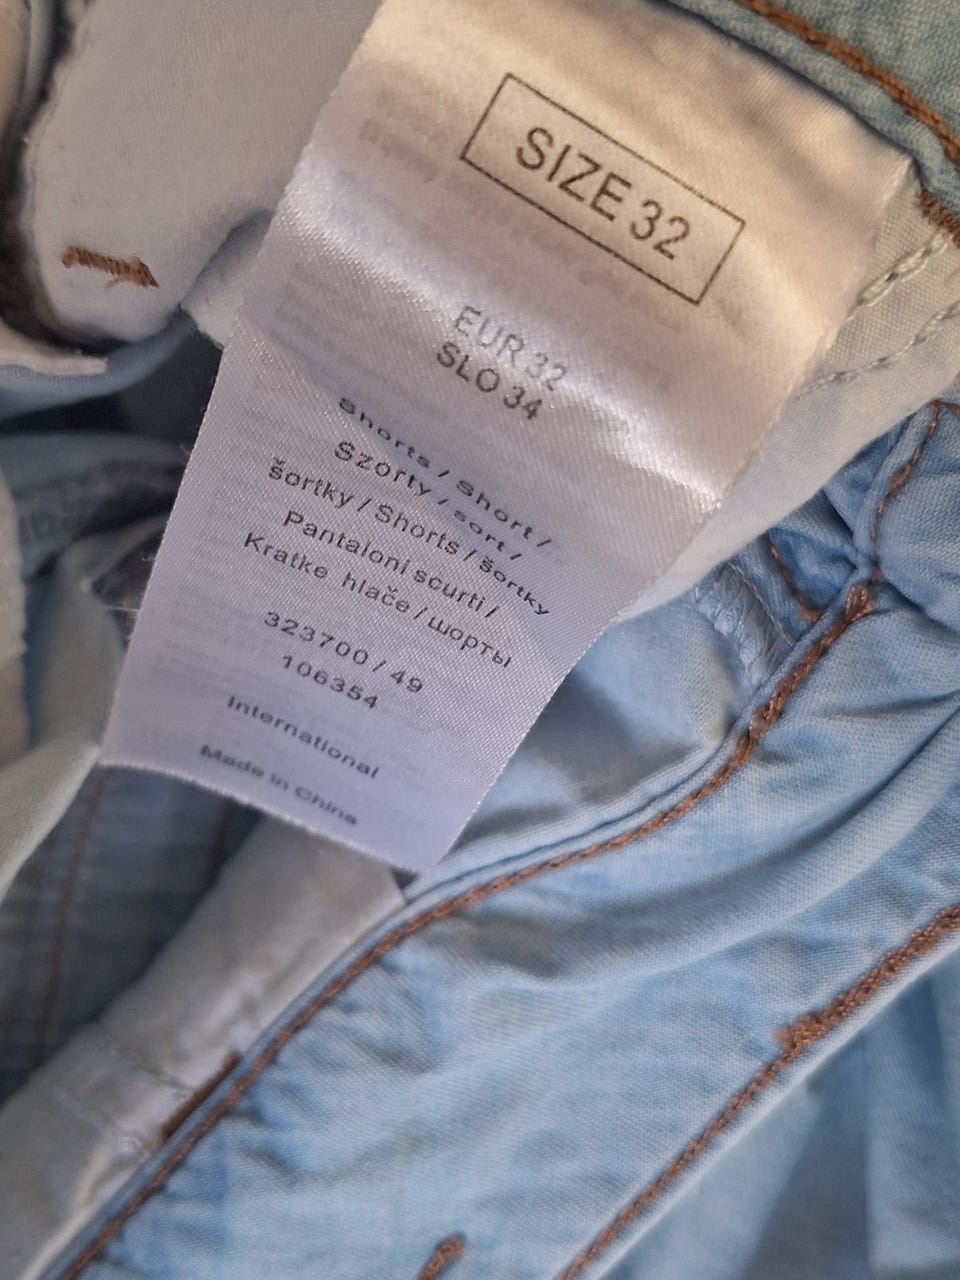 SIZE 32
EUR 32
SLO 34
Shorts / Short /
Szorty / sort /
šortky / Shorts / šortky
Pantaloni scurti /
Kratke hlače / шорты
323700 / 49
106354
International
Made in China